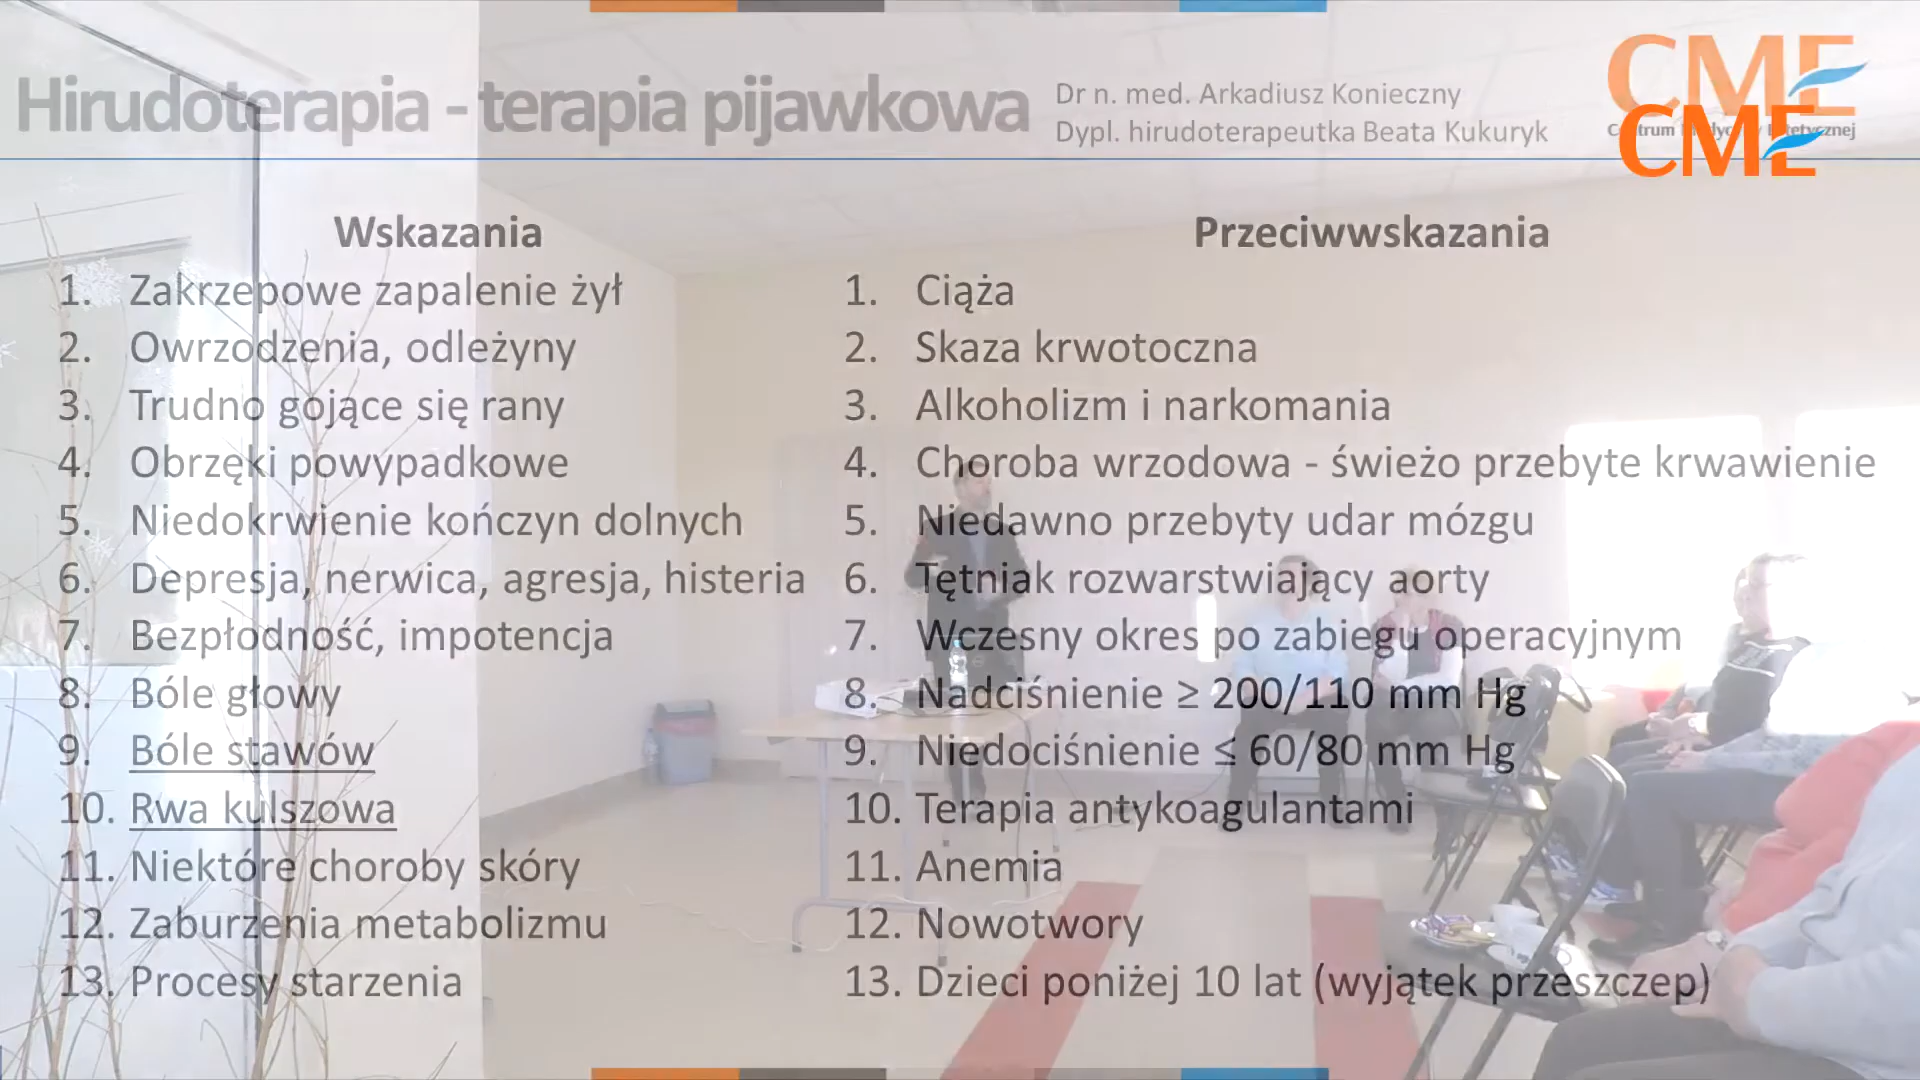 Hirudoterapia - terapia pijawkowa
Dr n. med. Arkadiusz Konieczny
Dypl. hirudoterapeutka Beata Kukuryk
CME
CME
Wskazania
1. Zakrzepowe zapalenie żył
2. Owrzodzenia, odleżyny
3. Trudno gojące się rany
4. Obrzęki powypadkowe
5. Niedokrwienie kończyn dolnych
6. Depresja, nerwica, agresja, histeria
7. Bezpłodność, impotencja
8. Bóle głowy
9. Bóle stawów
10. Rwa kulszowa
11. Niektóre choroby skóry
12. Zaburzenia metabolizmu
13. Procesy starzenia
Przeciwwskazania
1. Ciąża
2. Skaza krwotoczna
3. Alkoholizm i narkomania
4. Choroba wrzodowa - świeżo przebyte krwawienie
5. Niedawno przebyty udar mózgu
6. Tętniak rozwarstwiający aorty
7. Wczesny okres po zabiegu operacyjnym
8. Nadciśnienie ≥ 200/110 mm Hg
9. Niedociśnienie ≤ 60/80 mm Hg
10. Terapia antykoagulantami
11. Anemia
12. Nowotwory
13. Dzieci poniżej 10 lat (wyjątek przeszczep)